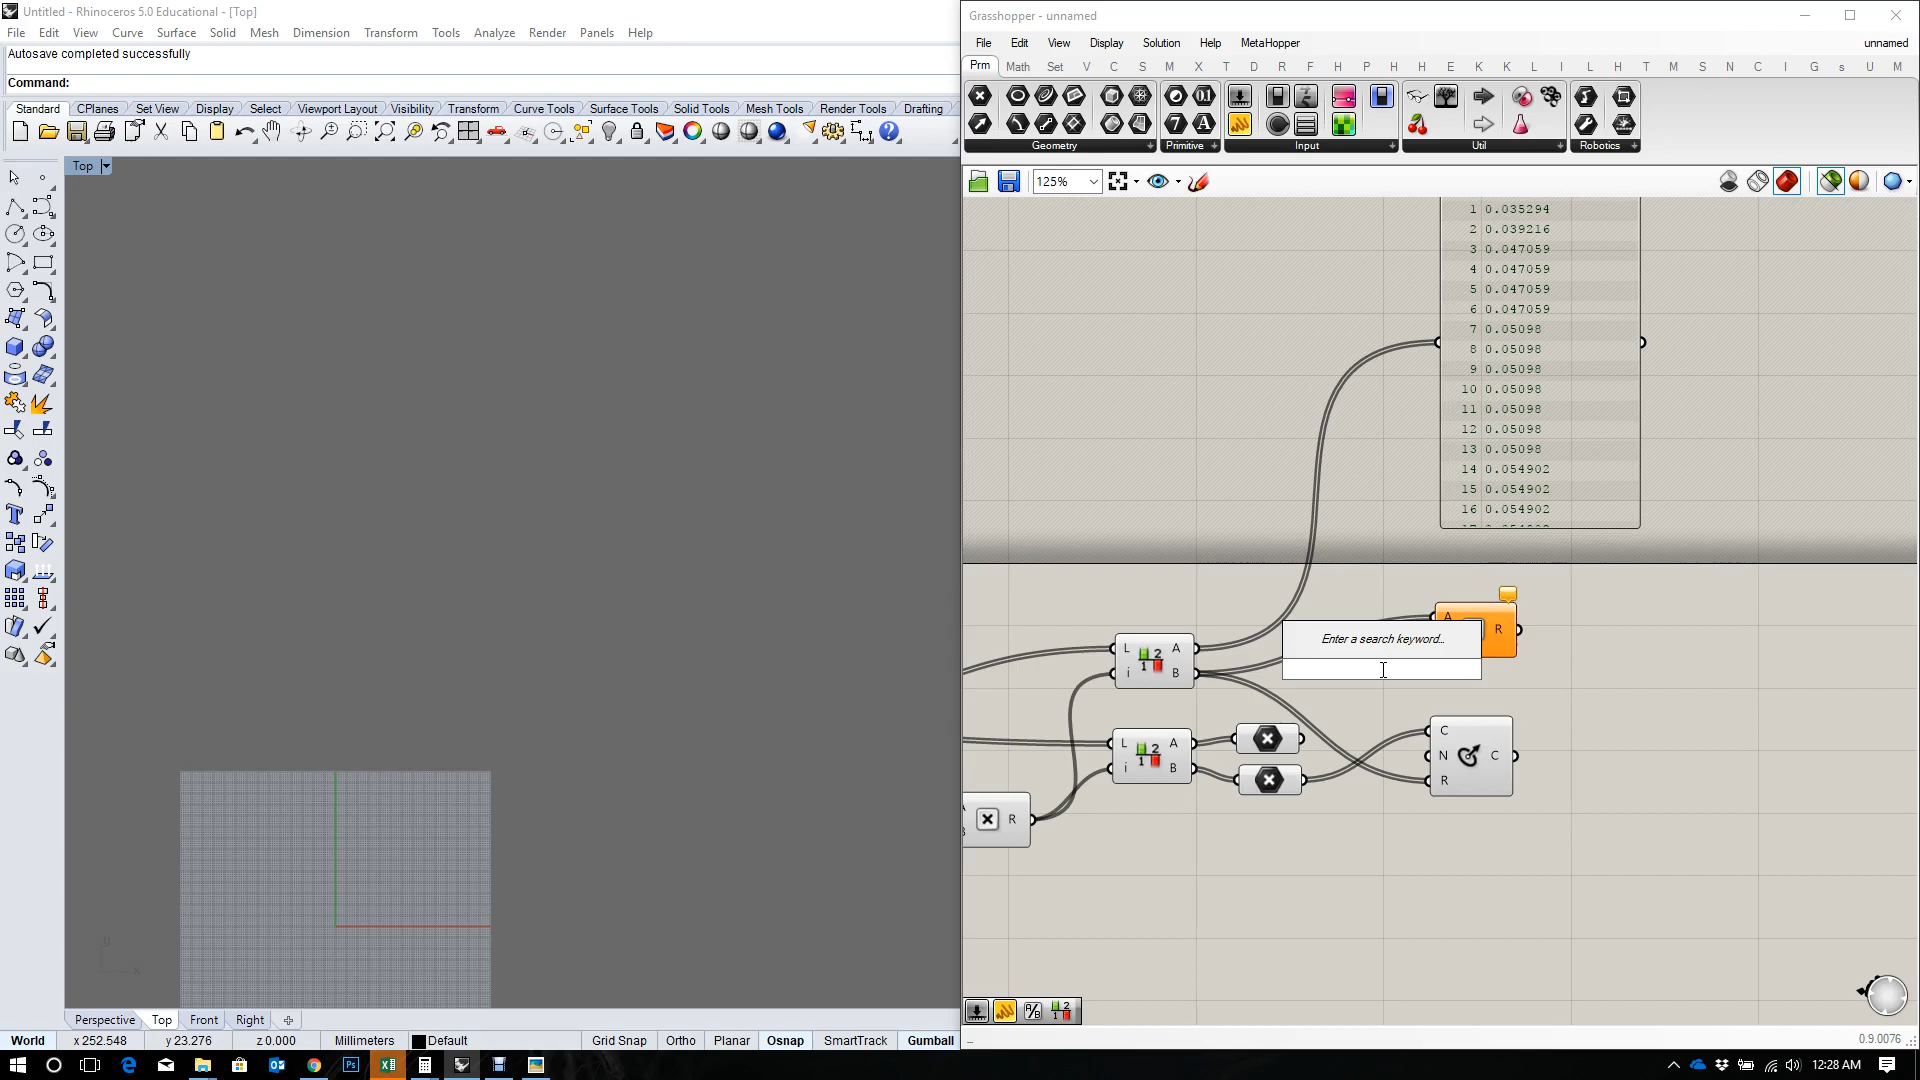 Untitled - Rhinoceros 5.0 Educational - [Top]
File Edit View Curve Surface Solid Mesh Dimension Transform Tools Analyze Render Panels Help
Autosave completed successfully
Command:
Standard CPlanes Set View Display Select Viewport Layout Visibility Transform Curve Tools Surface Tools Solid Tools Mesh Tools Render Tools Drafting
Top
Perspective Top Front Right
World x 252.548 y 23.276 z 0.000 Millimeters Default Grid Snap Ortho Planar Osnap SmartTrack Gumball
Grasshopper - unnamed
File Edit View Display Solution Help MetaHopper unnamed
Prm Math Set V C S M X T D R F H P H H E K K L I L H T M S N C I G s U M
Geometry Primitive Input Util Robotics
125%
1 0.035294
2 0.039216
3 0.047059
4 0.047059
5 0.047059
6 0.047059
7 0.05098
8 0.05098
9 0.05098
10 0.05098
11 0.05098
12 0.05098
13 0.05098
14 0.054902
15 0.054902
16 0.054902
A R
Enter a search keyword...
L A
i B
L A
i B
C
N C
R
R
0.9.0076
12:28 AM